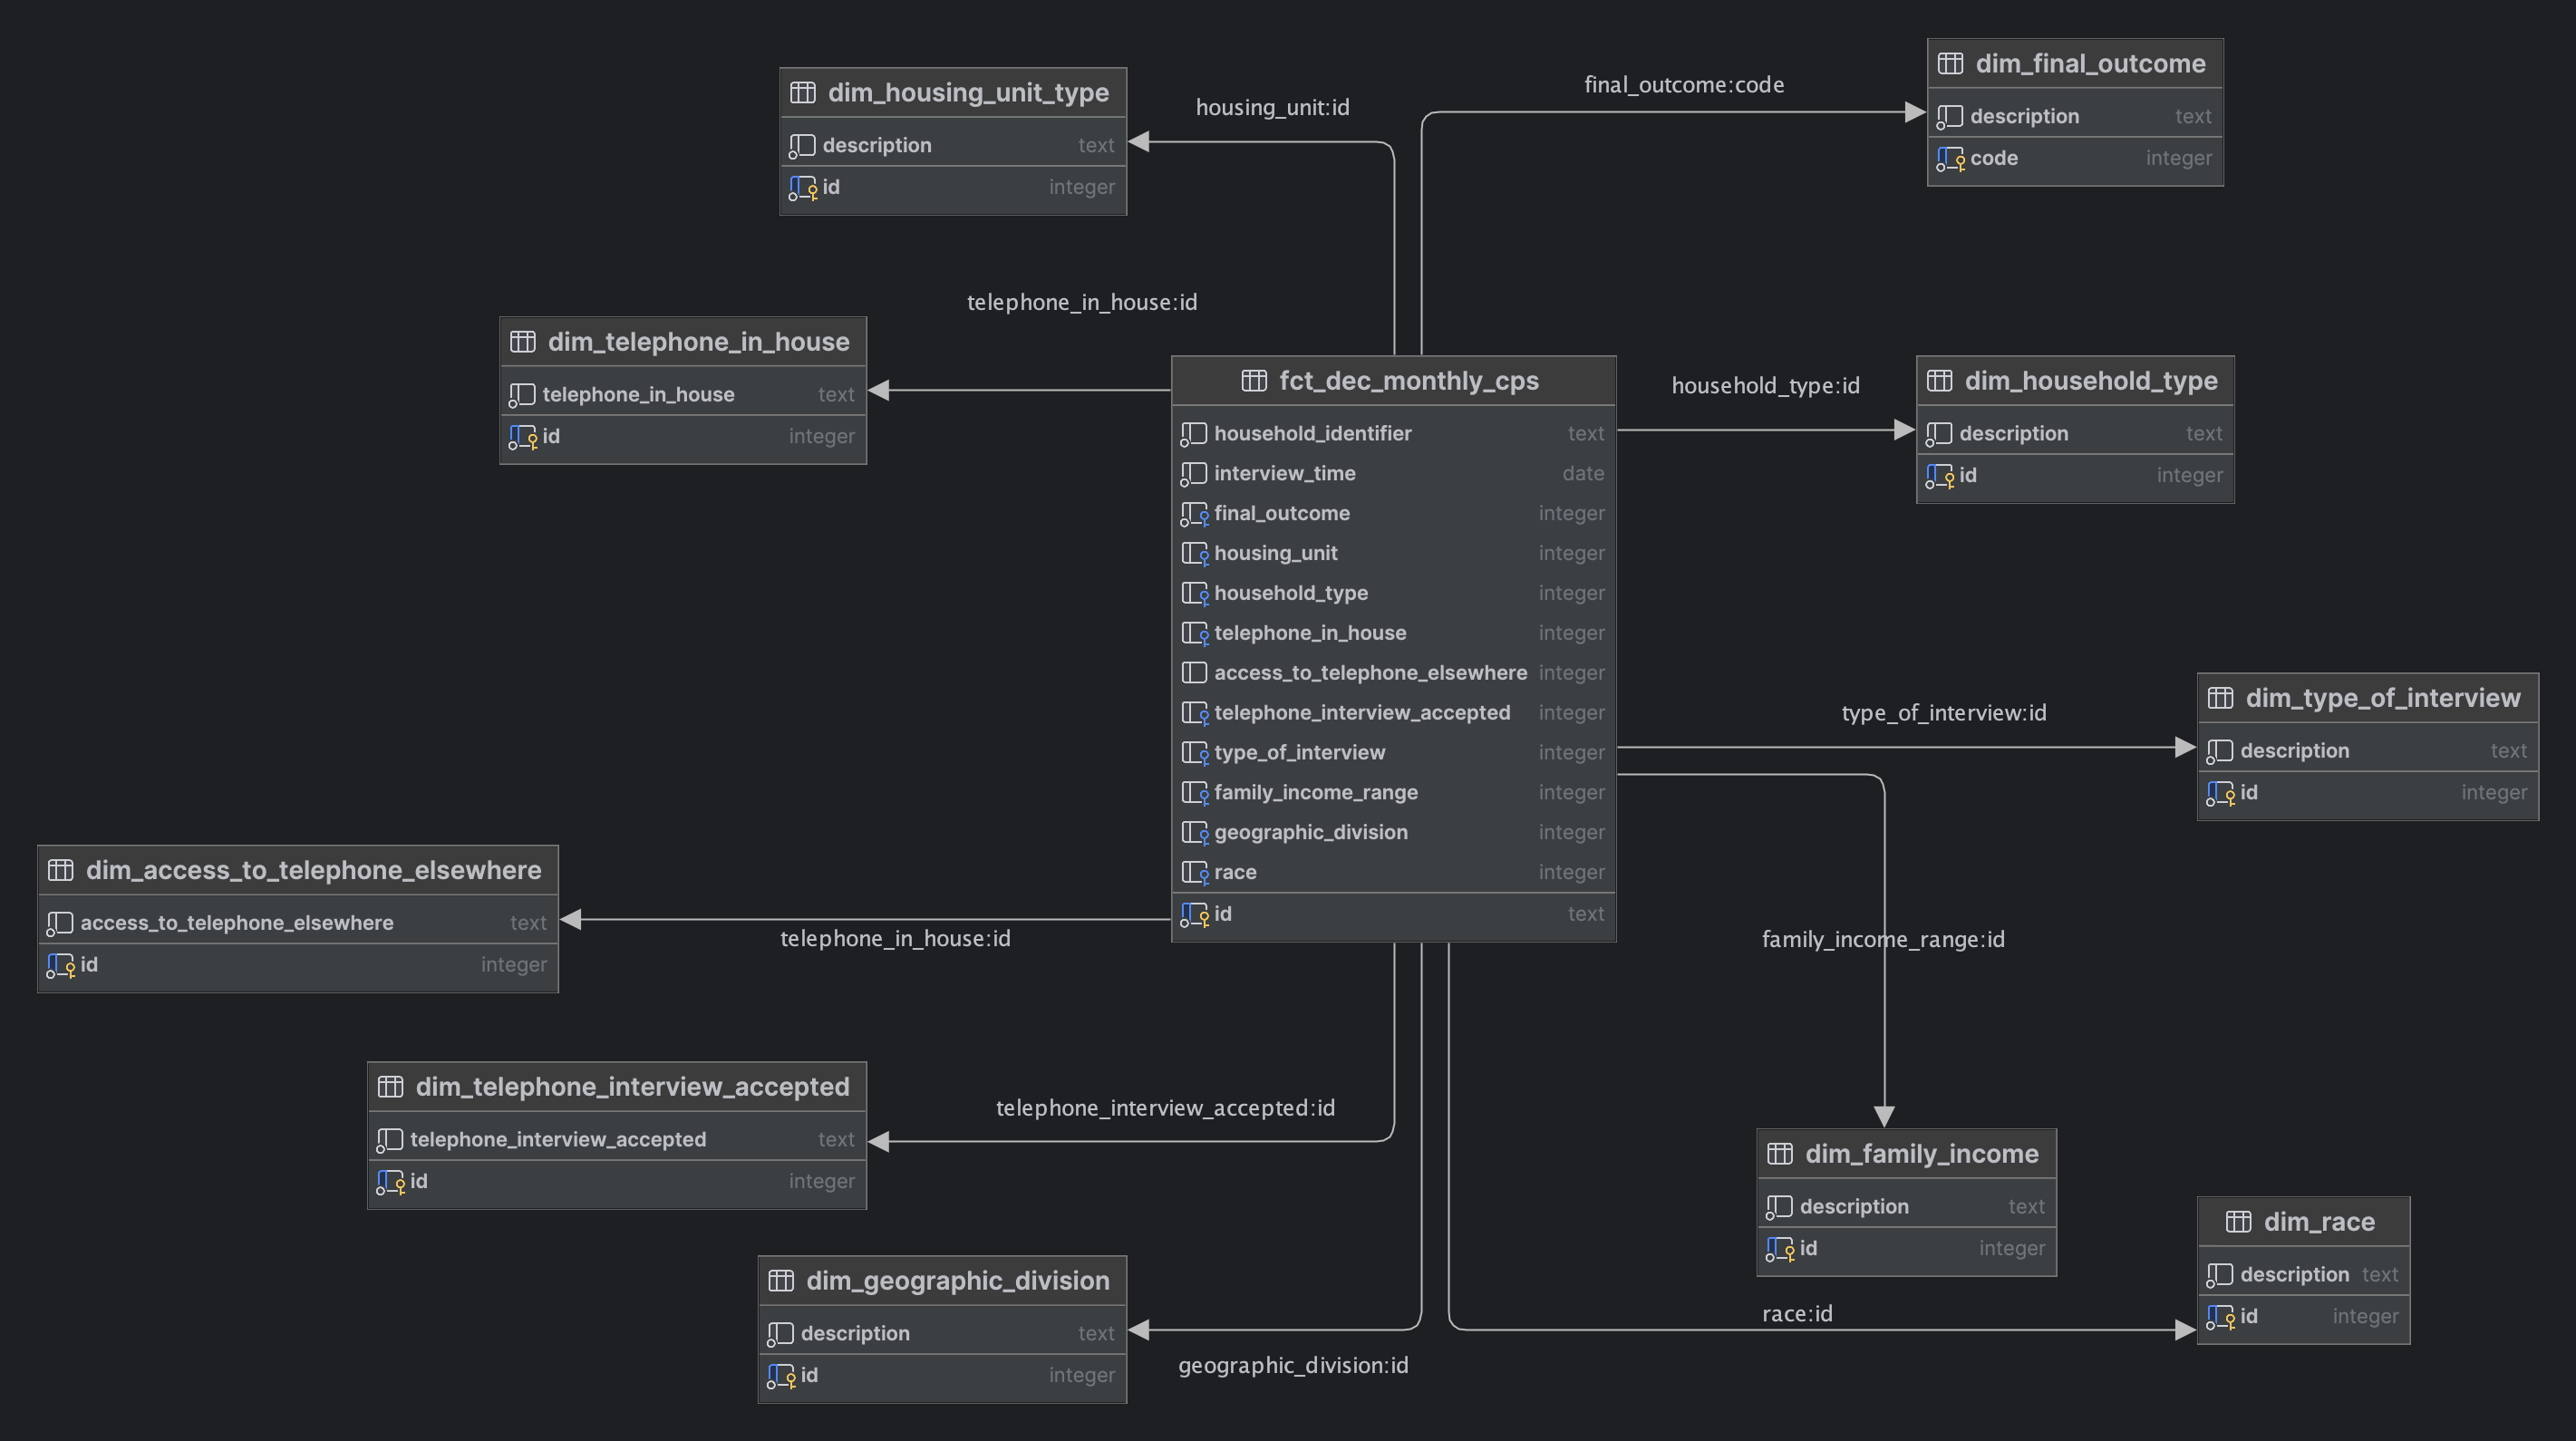 dim_final_outcome
description text
code integer
final_outcome:code
dim_housing_unit_type
description text
id integer
housing_unit:id
telephone_in_house:id
dim_telephone_in_house
telephone_in_house text
id integer
fct_dec_monthly_cps
household_identifier text
interview_time date
final_outcome integer
housing_unit integer
household_type integer
telephone_in_house integer
access_to_telephone_elsewhere integer
telephone_interview_accepted integer
type_of_interview integer
family_income_range integer
geographic_division integer
race integer
id text
household_type:id
dim_household_type
description text
id integer
type_of_interview:id
dim_type_of_interview
description text
id integer
dim_access_to_telephone_elsewhere
access_to_telephone_elsewhere text
id integer
telephone_in_house:id
family_income_range:id
dim_telephone_interview_accepted
telephone_interview_accepted text
id integer
telephone_interview_accepted:id
dim_family_income
description text
id integer
dim_race
description text
id integer
race:id
dim_geographic_division
description text
id integer
geographic_division:id